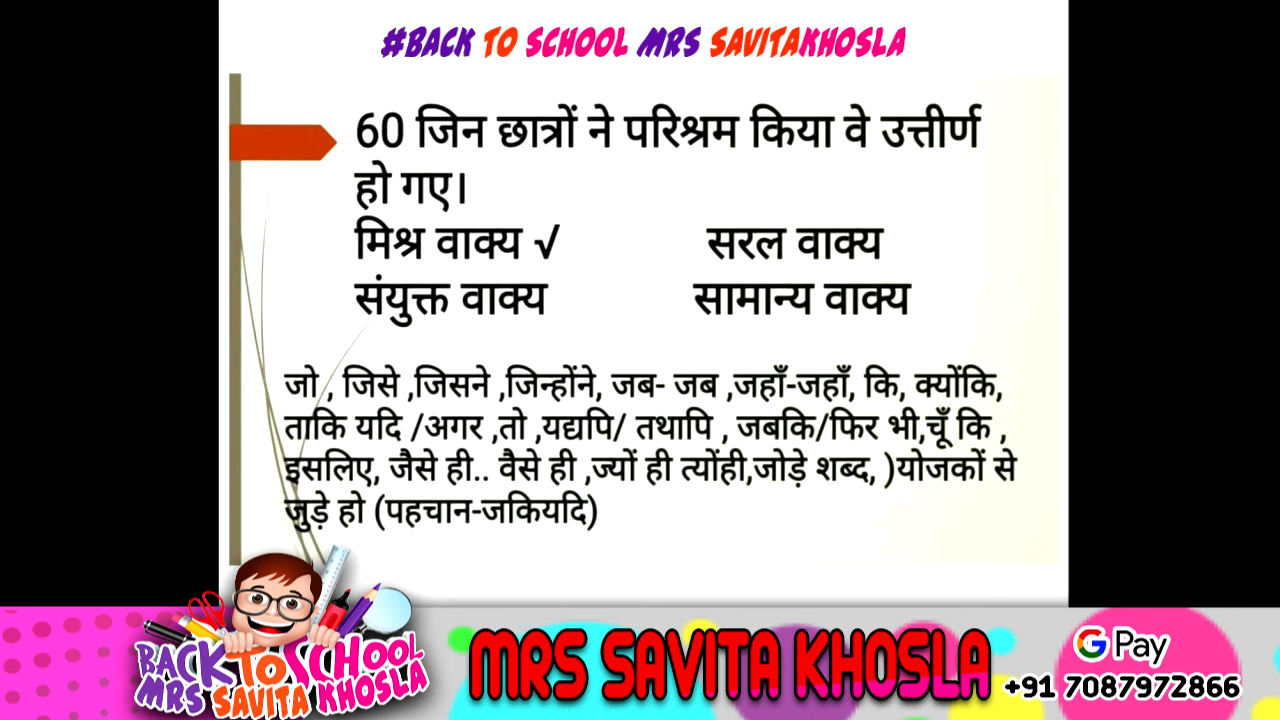 #BACK TO SCHOOL MRS SAVITAKHOSLA
60 जिन छात्रों ने परिश्रम किया वे उत्तीर्ण
हो गए।
मिश्र वाक्य √ सरल वाक्य
संयुक्त वाक्य सामान्य वाक्य
जो , जिसे ,जिसने ,जिन्होंने, जब- जब ,जहाँ-जहाँ, कि, क्योंकि,
ताकि यदि /अगर ,तो ,यद्यपि/ तथापि , जबकि/फिर भी,चूँ कि ,
इसलिए, जैसे ही.. वैसे ही ,ज्यों ही त्योंही,जोड़े शब्द, )योजकों से
जुड़े हो (पहचान-जकियदि)
BACK TO SCHOOL
MRS SAVITA KHOSLA
MRS SAVITA KHOSLA
G Pay
+91 7087972866